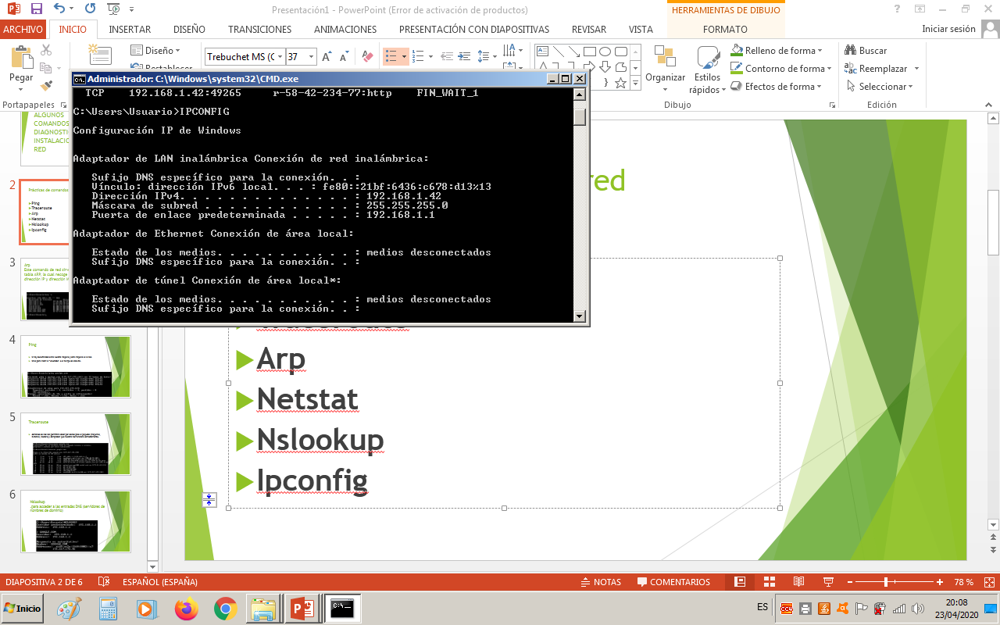 Presentación1 - PowerPoint (Error de activación de productos)
HERRAMIENTAS DE DIBUJO
ARCHIVO INICIO INSERTAR DISEÑO TRANSICIONES ANIMACIONES PRESENTACIÓN CON DIAPOSITIVAS REVISAR VISTA FORMATO Iniciar sesión
Pegar
Diseño
Restablecer
Trebuchet MS (C 37
Organizar
Estilos rápidos
Relleno de forma
Contorno de forma
Efectos de forma
Buscar
Reemplazar
Seleccionar
Portapapeles
Dibujo
Edición
Administrador: C:\Windows\system32\CMD.exe
TCP 192.168.1.42:49265 r-58-42-234-77:http FIN_WAIT_1
C:\Users\Usuario>IPCONFIG
Configuración IP de Windows
Adaptador de LAN inalámbrica Conexión de red inalámbrica:
Sufijo DNS específico para la conexión. . :
Vínculo: dirección IPv6 local. . . : fe80::21bf:6436:c678:d13%13
Dirección IPv4. . . . . . . . . . . . . . : 192.168.1.42
Máscara de subred . . . . . . . . . . . . : 255.255.255.0
Puerta de enlace predeterminada . . . . . : 192.168.1.1
Adaptador de Ethernet Conexión de área local:
Estado de los medios. . . . . . . . . . . : medios desconectados
Sufijo DNS específico para la conexión. . :
Adaptador de túnel Conexión de área local*:
Estado de los medios. . . . . . . . . . . : medios desconectados
Sufijo DNS específico para la conexión. . :
ALGUNOS
COMANDOS
DIAGNOSTI
INSTALACIO
RED
2
Prácticas de comandos
Ping
Traceroute
Arp
Netstat
Nslookup
Ipconfig
3
Arp
Este comando de red sirve
tabla ARP, la cual recoge
dirección IP y dirección
4
Ping
5
Traceroute
6
Nslookup
para acceder a las entradas DNS (servidores de
nombres de dominio)
red
Arp
Netstat
Nslookup
Ipconfig
DIAPOSITIVA 2 DE 6 ESPAÑOL (ESPAÑA) NOTAS COMENTARIOS 78 %
Inicio
ES
20:08
23/04/2020